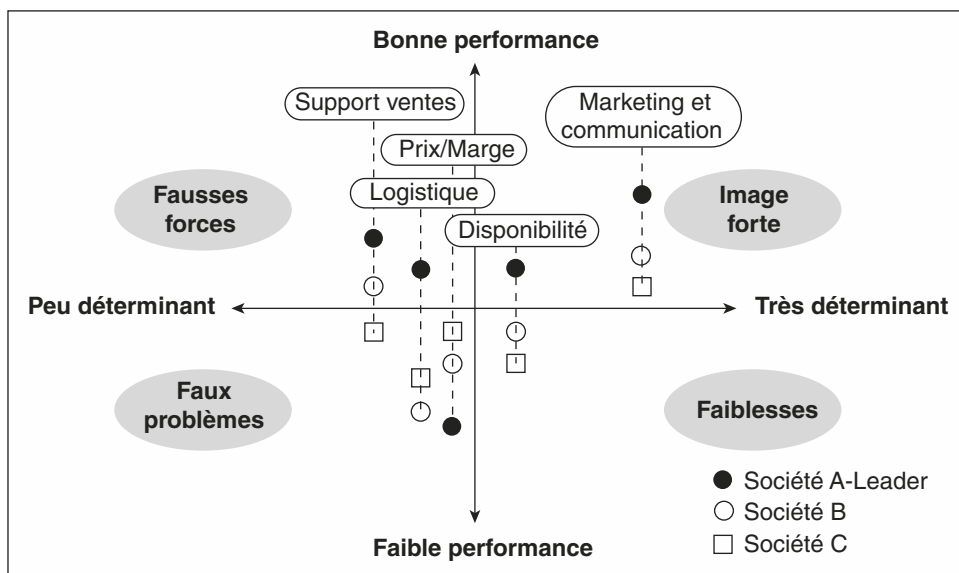 Bonne performance
Support ventes
Marketing et
communication
Prix/Marge
Logistique
Fausses
forces
Image
forte
Disponibilité
Peu déterminant
Très déterminant
Faux
problèmes
Faiblesses
Société A-Leader
Société B
Société C
Faible performance